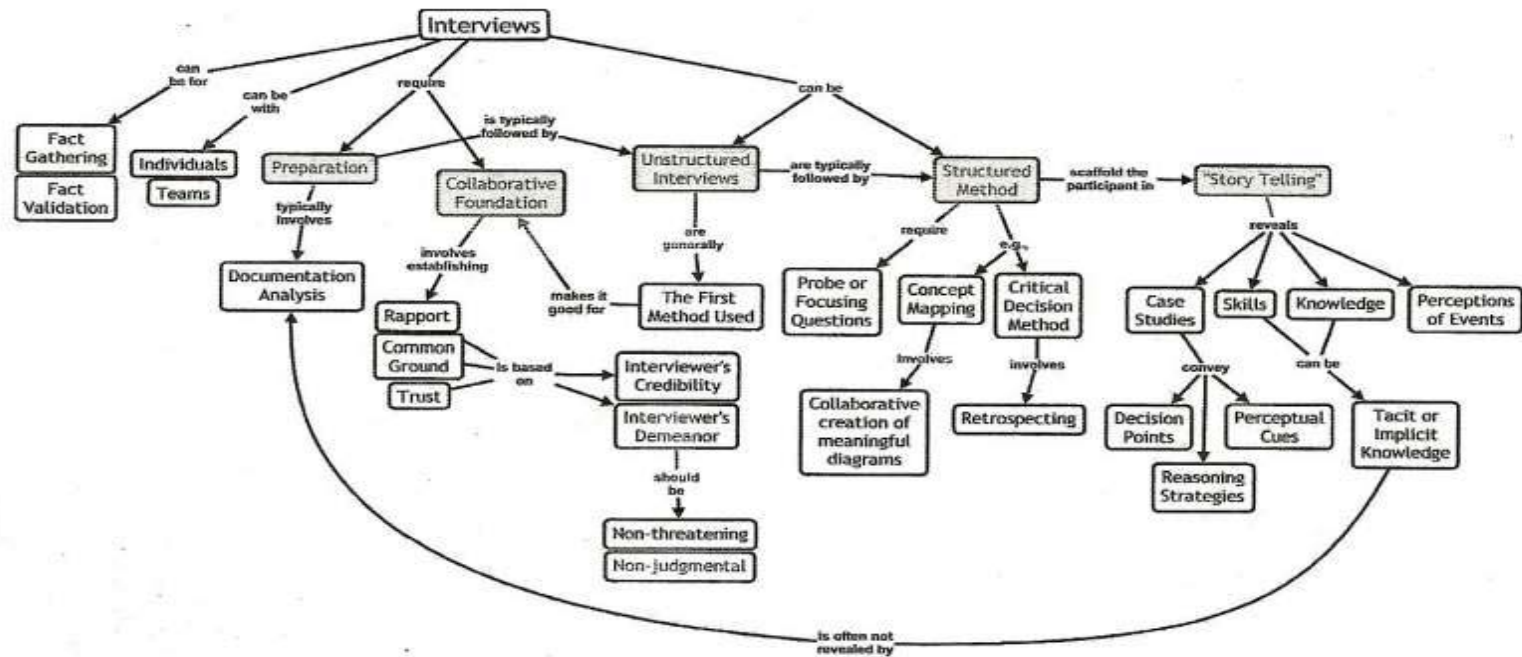 Interviews
can
be for
can be
with
require
can be
is typically
followed by
Fact
Gathering
Fact
Validation
Individuals
Teams
Preparation
Collaborative
Foundation
Unstructured
Interviews
are typically
followed by
Structured
Method
scaffold the
participant in
"Story Telling"
typically
involves
Documentation
Analysis
involves
establishing
are
generally
require
e.g.,
reveals
makes it
good for
The First
Method Used
Probe or
Focusing
Questions
Concept
Mapping
Critical
Decision
Method
Case
Studies
Skills
Knowledge
Perceptions
of Events
Rapport
Common
Ground
Trust
is based
on
Interviewer's
Credibility
Interviewer's
Demeanor
Involves
involves
convey
can be
Collaborative
creation of
meaningful
diagrams
Retrospecting
Decision
Points
Perceptual
Cues
Reasoning
Strategies
Tacit or
Implicit
Knowledge
should
be
Non-threatening
Non-judgmental
is often not
revealed by